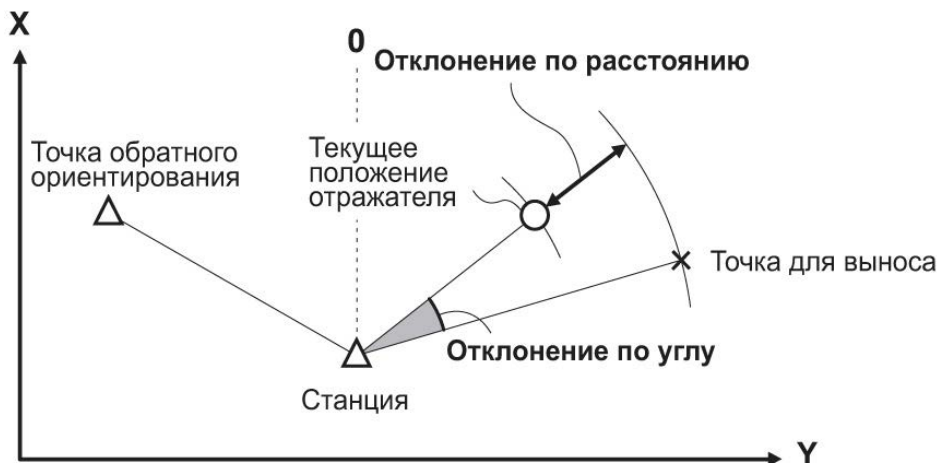 X
0
Отклонение по расстоянию
Точка обратного
ориентирования
Текущее
положение
отражателя
Точка для выноса
Отклонение по углу
Станция
Y